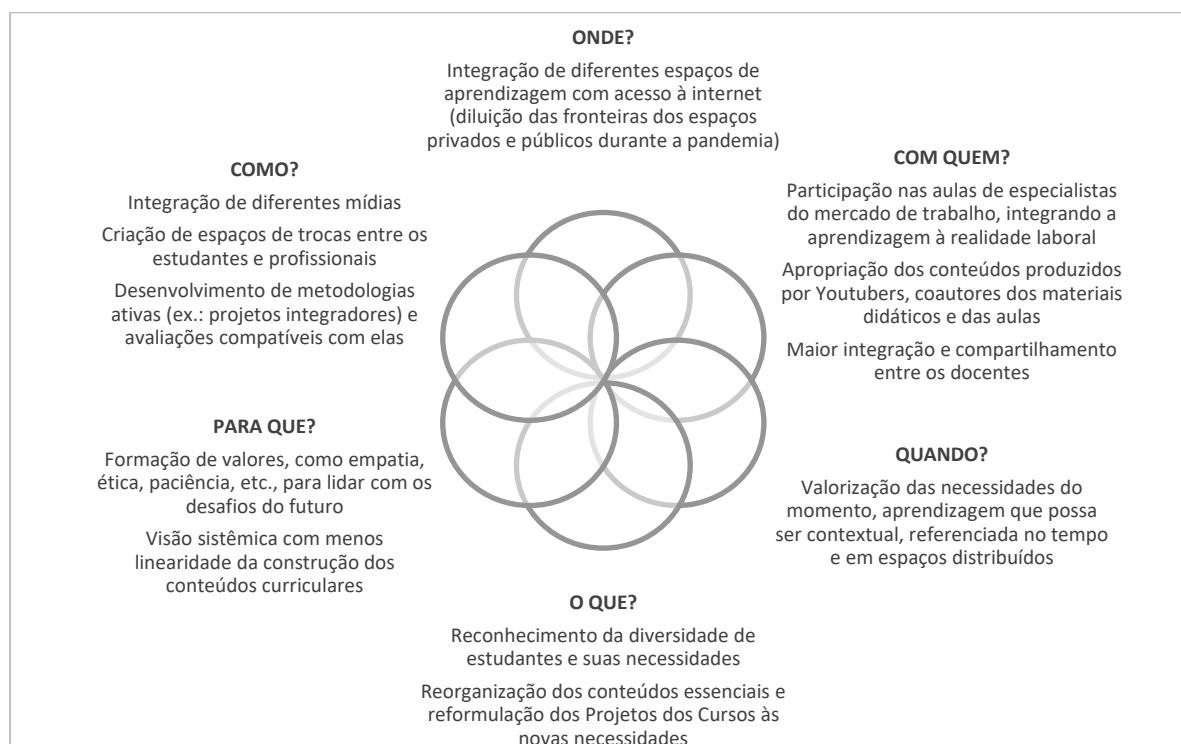 ONDE?
Integração de diferentes espaços de
aprendizagem com acesso à internet
(diluição das fronteiras dos espaços
privados e públicos durante a pandemia)
COM QUEM?
Participação nas aulas de especialistas
do mercado de trabalho, integrando a
aprendizagem à realidade laboral
Apropriação dos conteúdos produzidos
por Youtubers, coautores dos materiais
didáticos e das aulas
Maior integração e compartilhamento
entre os docentes
QUANDO?
Valorização das necessidades do
momento, aprendizagem que possa
ser contextual, referenciada no tempo
e em espaços distribuídos
O QUE?
Reconhecimento da diversidade de
estudantes e suas necessidades
Reorganização dos conteúdos essenciais e
reformulação dos Projetos dos Cursos às
novas necessidades
PARA QUE?
Formação de valores, como empatia,
ética, paciência, etc., para lidar com os
desafios do futuro
Visão sistêmica com menos
linearidade da construção dos
conteúdos curriculares
COMO?
Integração de diferentes mídias
Criação de espaços de trocas entre os
estudantes e profissionais
Desenvolvimento de metodologias
ativas (ex.: projetos integradores) e
avaliações compatíveis com elas